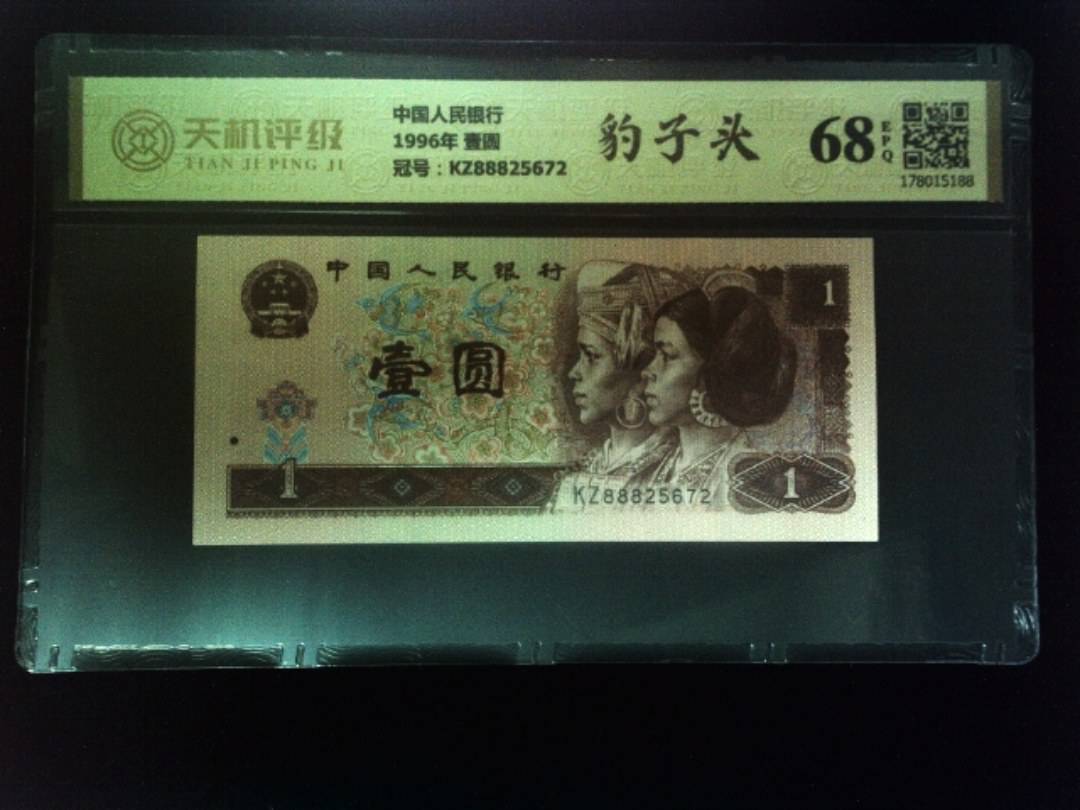 天机评级
TIAN JI PING JI
中国人民银行
1996年 壹圆
冠号：KZ88825672
豹子头
68
EPQ
178015188
中国人民银行
1
壹圆
1
KZ88825672
1